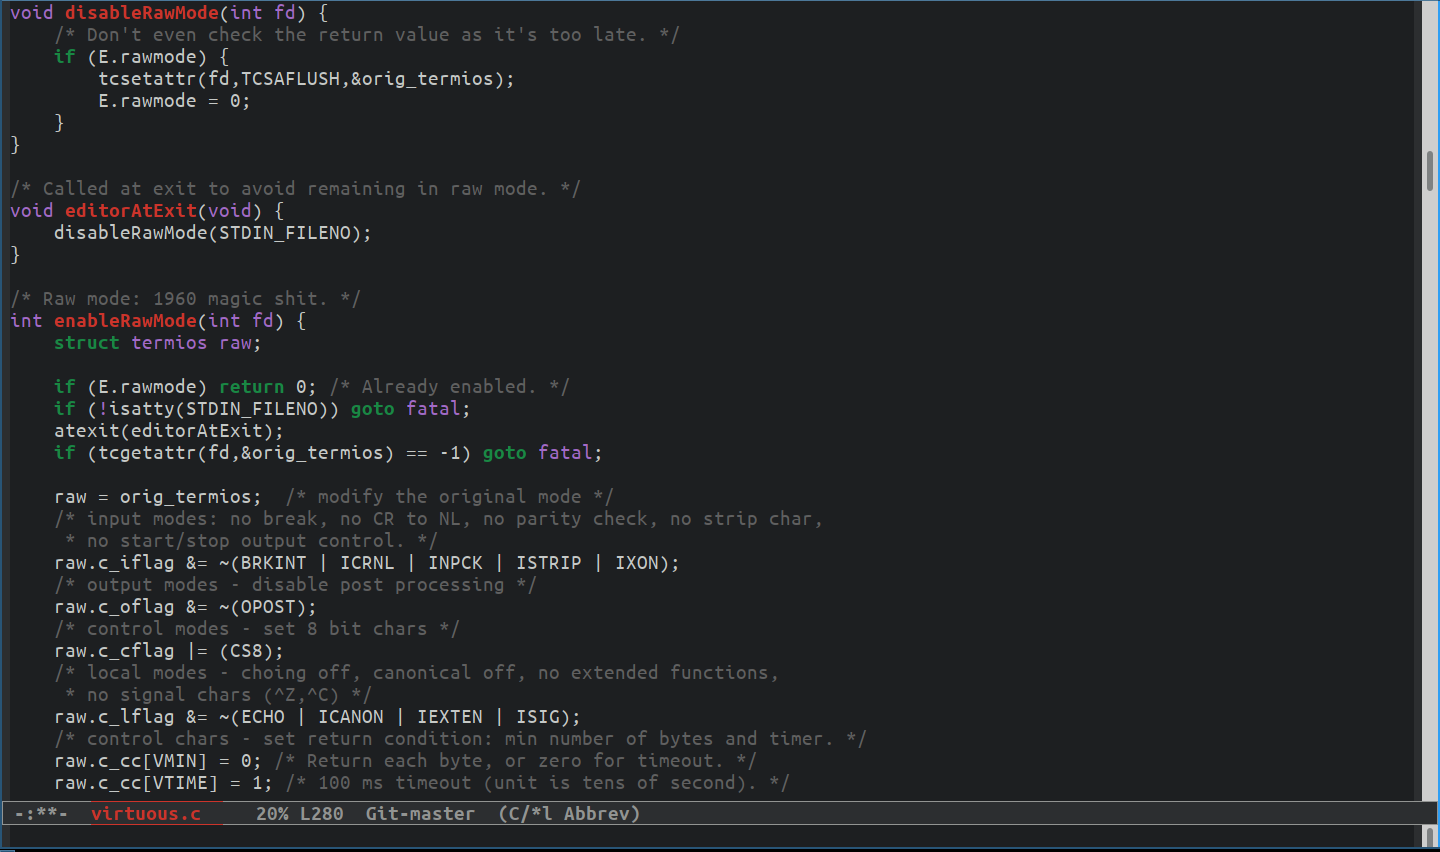 void disableRawMode(int fd) {
    /* Don't even check the return value as it's too late. */
    if (E.rawmode) {
        tcsetattr(fd,TCSAFLUSH,&orig_termios);
        E.rawmode = 0;
    }
}

/* Called at exit to avoid remaining in raw mode. */
void editorAtExit(void) {
    disableRawMode(STDIN_FILENO);
}

/* Raw mode: 1960 magic shit. */
int enableRawMode(int fd) {
    struct termios raw;

    if (E.rawmode) return 0; /* Already enabled. */
    if (!isatty(STDIN_FILENO)) goto fatal;
    atexit(editorAtExit);
    if (tcgetattr(fd,&orig_termios) == -1) goto fatal;

    raw = orig_termios;  /* modify the original mode */
    /* input modes: no break, no CR to NL, no parity check, no strip char,
     * no start/stop output control. */
    raw.c_iflag &= ~(BRKINT | ICRNL | INPCK | ISTRIP | IXON);
    /* output modes - disable post processing */
    raw.c_oflag &= ~(OPOST);
    /* control modes - set 8 bit chars */
    raw.c_cflag |= (CS8);
    /* local modes - choing off, canonical off, no extended functions,
     * no signal chars (^Z,^C) */
    raw.c_lflag &= ~(ECHO | ICANON | IEXTEN | ISIG);
    /* control chars - set return condition: min number of bytes and timer. */
    raw.c_cc[VMIN] = 0; /* Return each byte, or zero for timeout. */
    raw.c_cc[VTIME] = 1; /* 100 ms timeout (unit is tens of second). */
-:**-  virtuous.c     20% L280  Git-master  (C/*l Abbrev)